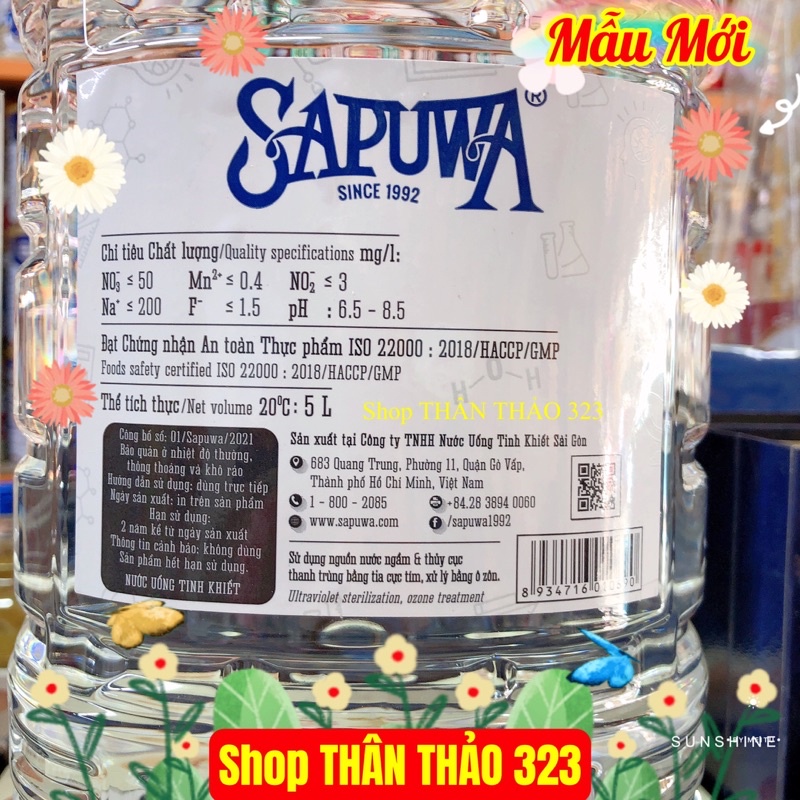 Mẫu Mới
SAPUWA®
SINCE 1992
Chỉ tiêu Chất lượng/Quality specifications mg/l:
NO₃⁻ ≤ 50 Mn²⁺ ≤ 0.4 NO₂⁻ ≤ 3
Na⁺ ≤ 200 F⁻ ≤ 1.5 pH : 6.5 - 8.5
Đạt Chứng nhận An toàn Thực phẩm ISO 22000 : 2018/HACCP/GMP
Foods safety certified ISO 22000 : 2018/HACCP/GMP
H-O-H
Thể tích thực/Net volume 20⁰C: 5 L
Shop THÂN THẢO 323
Công bố số: 01/Sapuwa/2021
Bảo quản ở nhiệt độ thường,
thông thoáng và khô ráo
Hướng dẫn sử dụng: dùng trực tiếp
Ngày sản xuất: in trên sản phẩm
Hạn sử dụng:
2 năm kể từ ngày sản xuất
Thông tin cảnh báo: không dùng
Sản phẩm hết hạn sử dụng.
NƯỚC UỐNG TINH KHIẾT
Sản xuất tại Công ty TNHH Nước Uống Tinh Khiết Sài Gòn
683 Quang Trung, Phường 11, Quận Gò Vấp,
Thành phố Hồ Chí Minh, Việt Nam
1 - 800 - 2085 +84.28 3894 0060
www.sapuwa.com /sapuwa1992
Sử dụng nguồn nước ngầm & thủy cục
thanh trùng bằng tia cực tím, xử lý bằng ô zôn.
Ultraviolet sterilization, ozone treatment
8 934716
SUNSHINE
Shop THÂN THẢO 323